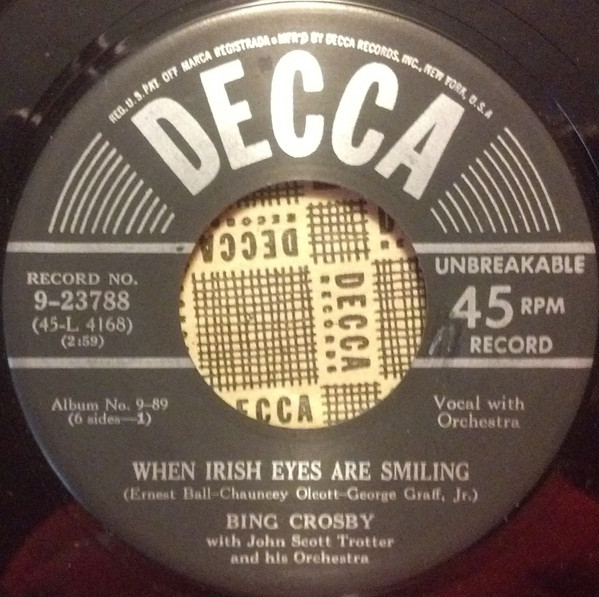 REG. U.S. PAT. OFF. MARCA REGISTRADA • MFR'D BY DECCA RECORDS, INC., NEW YORK, U.S.A
DECCA
RECORD NO.
9-23788
(45-L 4168)
(2:59)
UNBREAKABLE
45 RPM
RECORD
DECCA
RECORDS
DECCA
RECORDS
ECCA
Album No. 9-89
(6 sides—1)
Vocal with
Orchestra
WHEN IRISH EYES ARE SMILING
(Ernest Ball-Chauncey Olcott-George Graff, Jr.)
BING CROSBY
with John Scott Trotter
and his Orchestra